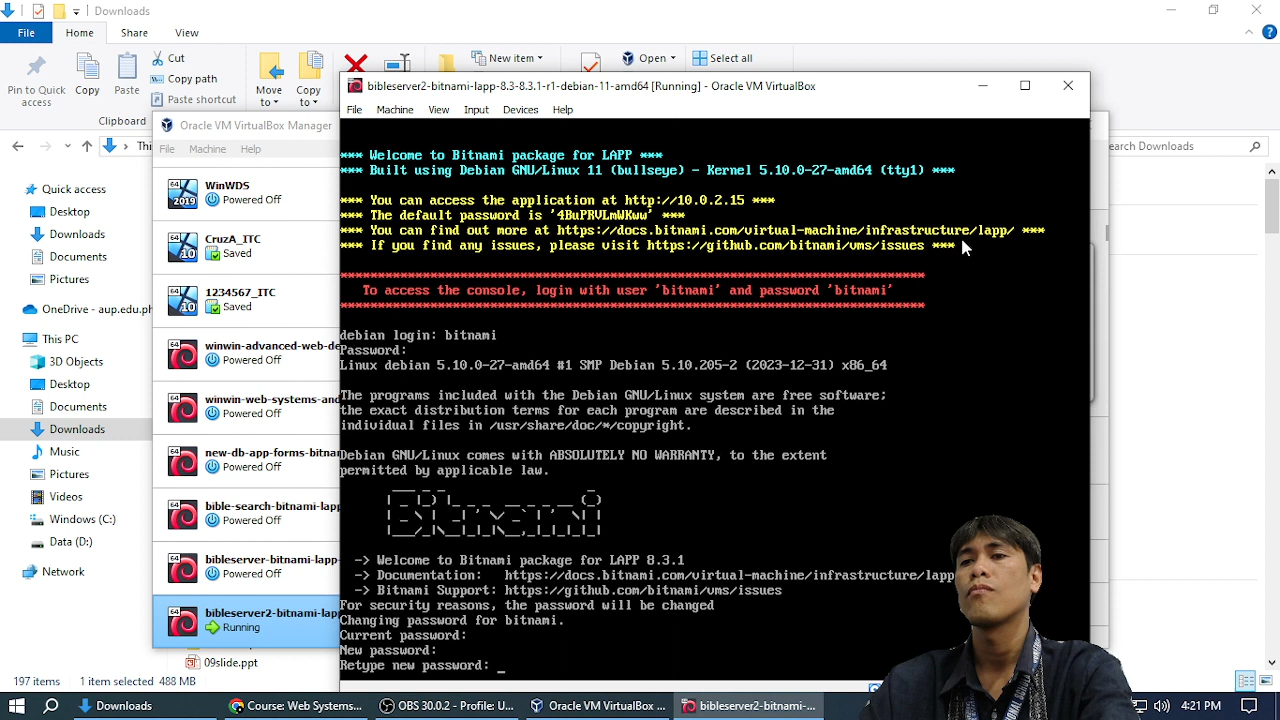 Downloads
File
Home
Share
View
Pin to Quick access
Copy
Paste
Cut
Copy path
Paste shortcut
Clipboard
Move to
Copy to
New item
Open
Select all
bibleserver2-bitnami-lapp-8.3-8.3.1-r1-debian-11-amd64 [Running] - Oracle VM VirtualBox
File Machine View Input Devices Help
Oracle VM VirtualBox Manager
File Machine Help
earch Downloads
Quick access
Desktop
Downloads
Documents
Pictures
OneDrive - aup.edu.ph
This PC
3D Objects
Desktop
Documents
Downloads
Music
Pictures
Videos
Windows (C:)
Data (D:)
Network
WinWDS
Powered Off
CruzA_ITC
Saved
1234567_ITC
Saved
winwin-advanced-web-de
Powered Off
winwin-web-systems-and
Powered Off
new-db-app-forms-bitnam
Powered Off
bible-search-bitnami-lapp
Powered Off
bibleserver-bitnami-lapp-
Powered Off
bibleserver2-bitnami-lapp
Running
09slide.ppt
*** Welcome to Bitnami package for LAPP ***
*** Built using Debian GNU/Linux 11 (bullseye) - Kernel 5.10.0-27-amd64 (tty1) ***
*** You can access the application at http://10.0.2.15 ***
*** The default password is '4BuPRVLmWKww' ***
*** You can find out more at https://docs.bitnami.com/virtual-machine/infrastructure/lapp/ ***
*** If you find any issues, please visit https://github.com/bitnami/vms/issues ***
To access the console, login with user 'bitnami' and password 'bitnami'
debian login: bitnami
Password:
Linux debian 5.10.0-27-amd64 #1 SMP Debian 5.10.205-2 (2023-12-31) x86_64
The programs included with the Debian GNU/Linux system are free software;
the exact distribution terms for each program are described in the
individual files in /usr/share/doc/*/copyright.
Debian GNU/Linux comes with ABSOLUTELY NO WARRANTY, to the extent
permitted by applicable law.
Bitnami
-> Welcome to Bitnami package for LAPP 8.3.1
-> Documentation: https://docs.bitnami.com/virtual-machine/infrastructure/lapp
-> Bitnami Support: https://github.com/bitnami/vms/issues
For security reasons, the password will be changed
Changing password for bitnami.
Current password:
New password:
Retype new password: _
197 items 1 item selected 488 MB
Downloads
Course: Web Systems...
OBS 30.0.2 - Profile: U...
Oracle VM VirtualBox ...
bibleserver2-bitnami-...
4:21 PM